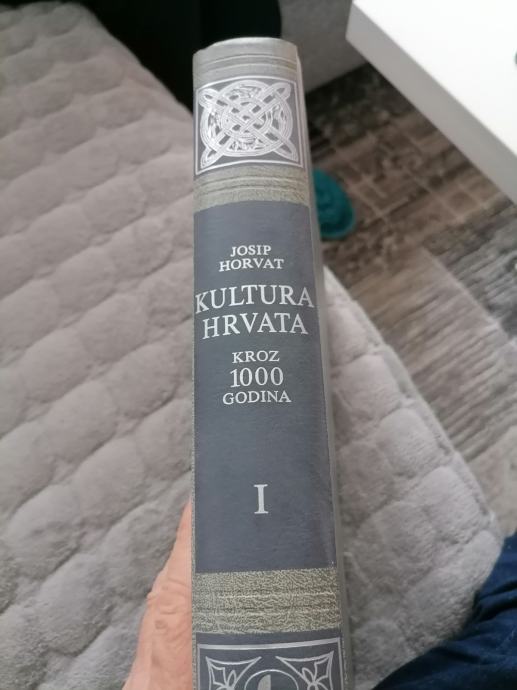 JOSIP
HORVAT
KULTURA
HRVATA
KROZ
1000
GODINA
I